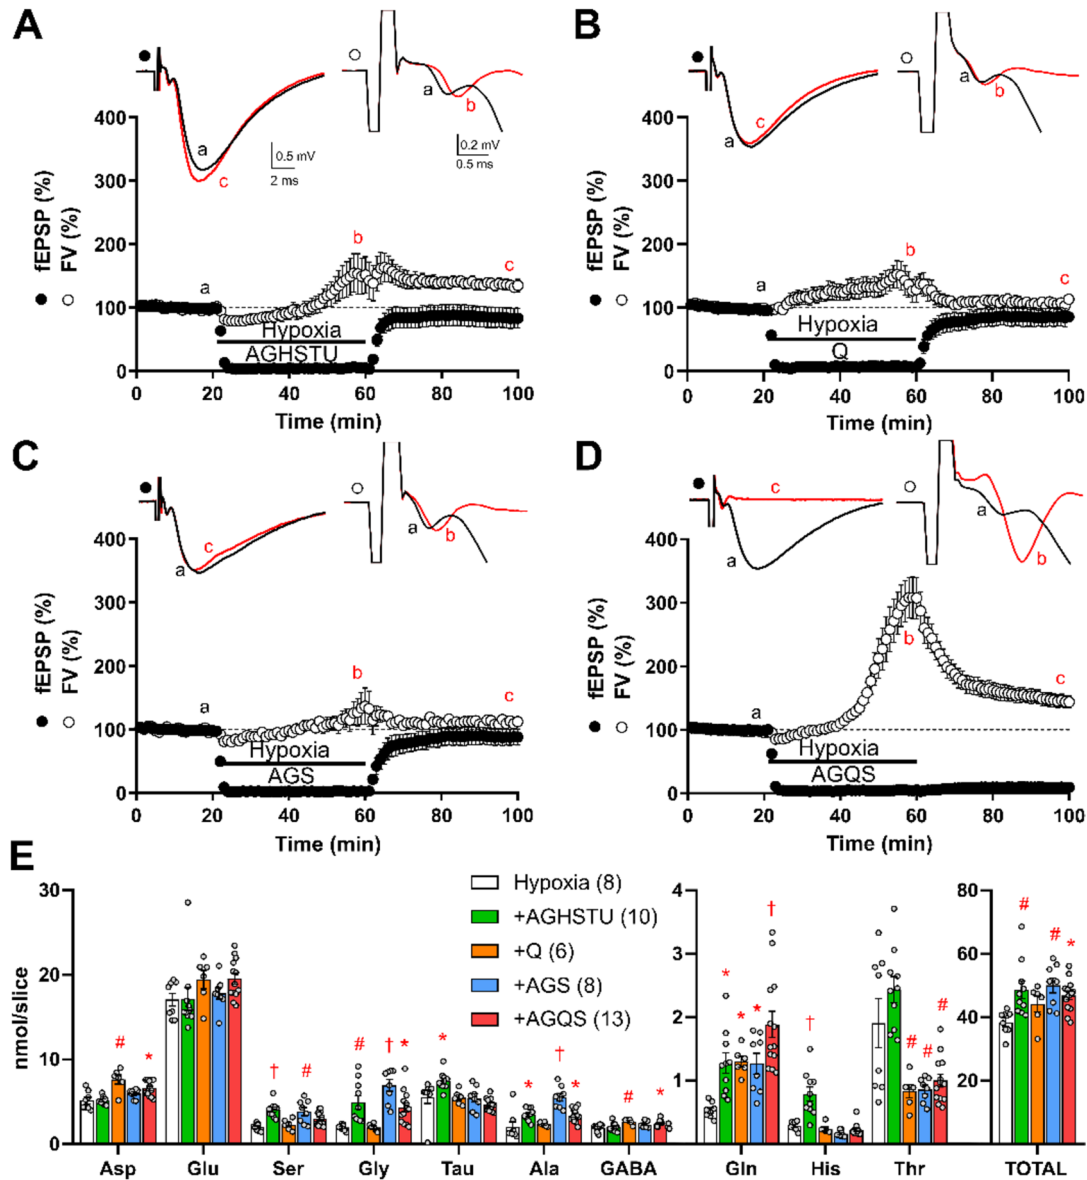 A
B
a
c
0.5 mV
2 ms
a
b
0.2 mV
0.5 ms
a
c
a
c
400
300
200
100
0
fEPSP (%)
FV (%)
a
b
c
Hypoxia
AGHSTU
0 20 40 60 80 100
Time (min)
400
300
200
100
0
fEPSP (%)
FV (%)
a
b
c
Hypoxia
Q
0 20 40 60 80 100
Time (min)
C
D
a
c
a
b
a
c
a
b
400
300
200
100
0
fEPSP (%)
FV (%)
a
b
c
Hypoxia
AGS
0 20 40 60 80 100
Time (min)
400
300
200
100
0
fEPSP (%)
FV (%)
a
b
c
Hypoxia
AGQS
0 20 40 60 80 100
Time (min)
E
Hypoxia (8)
+AGHSTU (10)
+Q (6)
+AGS (8)
+AGQS (13)
nmol/slice
30
20
10
0
# *
† #
# † *
*
* † *
# *
Asp Glu Ser Gly Tau Ala GABA
4
3
2
1
* * * †
†
# # #
Gln His Thr
80
60
40
20
# # *
TOTAL